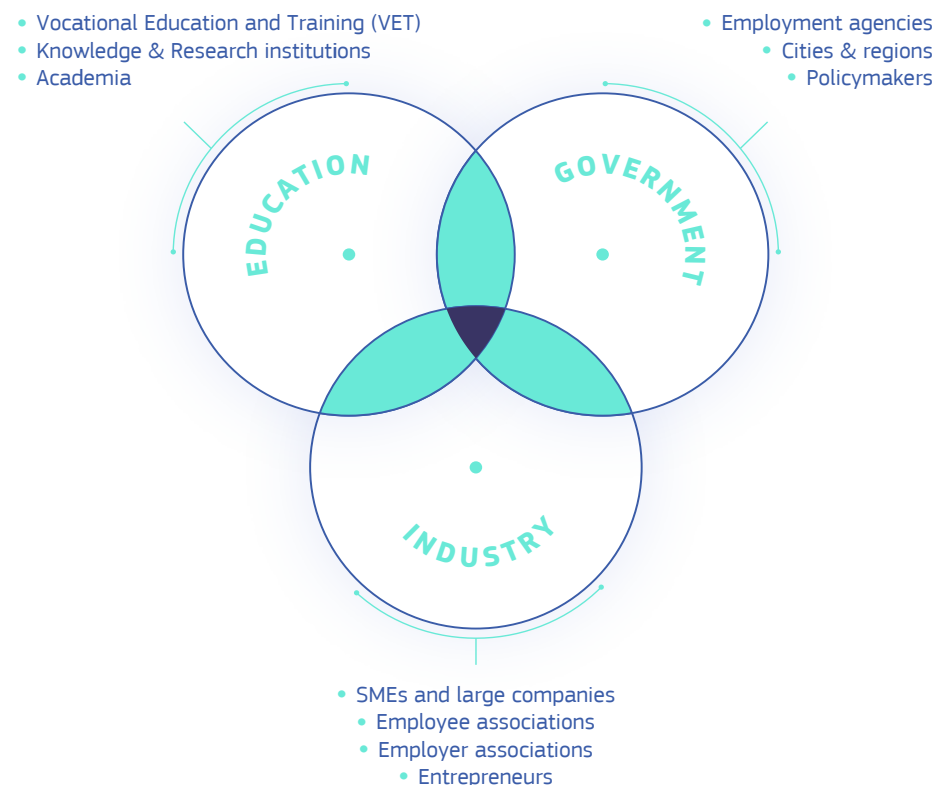 Vocational Education and Training (VET)
Knowledge & Research institutions
Academia
Employment agencies
Cities & regions
Policymakers
EDUCATION
GOVERNMENT
INDUSTRY
SMEs and large companies
Employee associations
Employer associations
Entrepreneurs